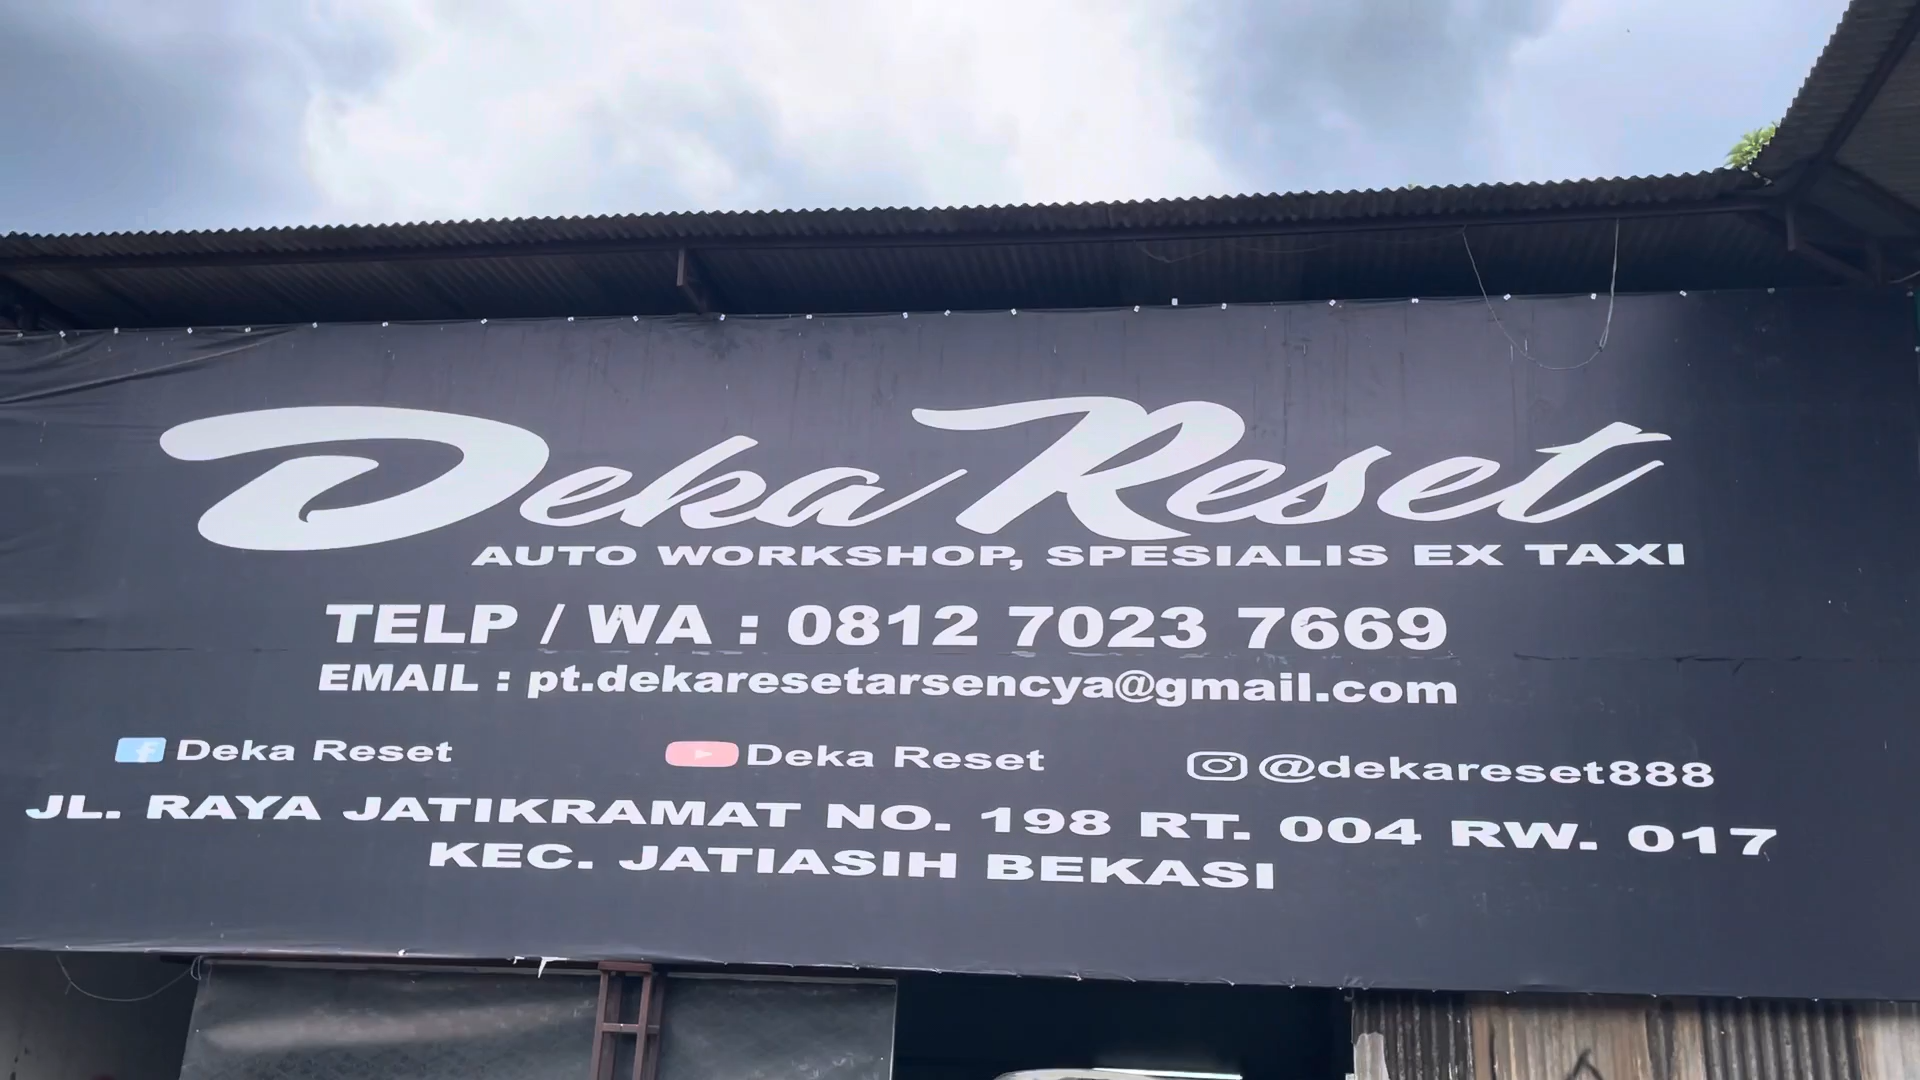 Deka Reset
AUTO WORKSHOP, SPESIALIS EX TAXI
TELP / WA : 0812 7023 7669
EMAIL : pt.dekaresetarsencya@gmail.com
Deka Reset Deka Reset @dekareset888
JL. RAYA JATIKRAMAT NO. 198 RT. 004 RW. 017
KEC. JATIASIH BEKASI